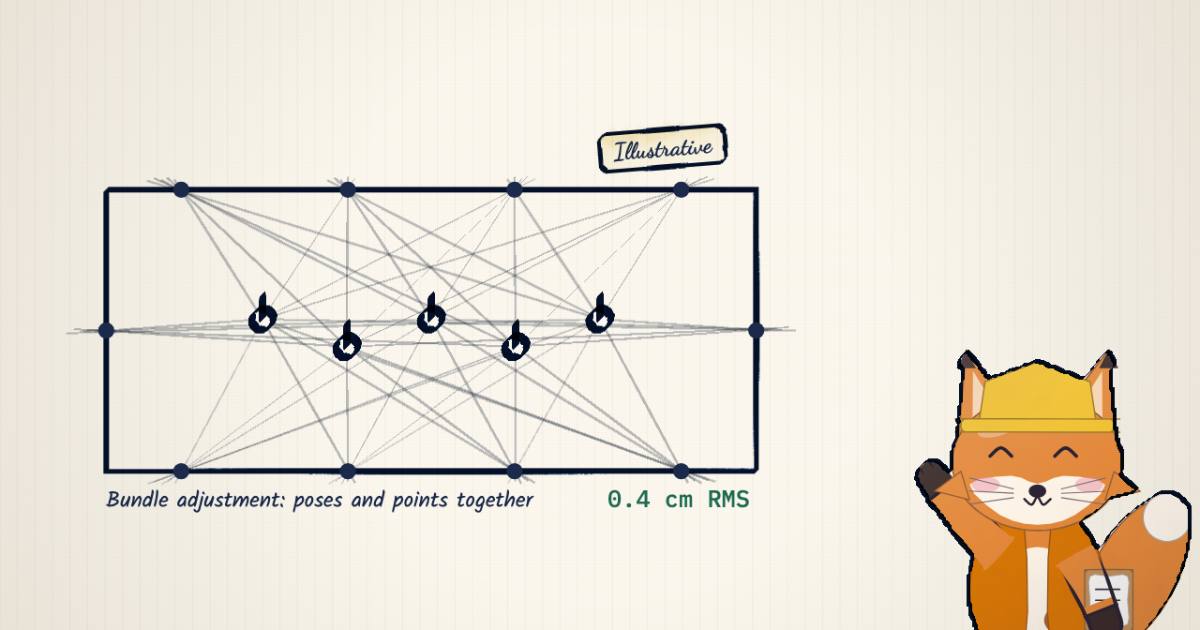 Illustrative
Bundle adjustment: poses and points together
0.4 cm RMS